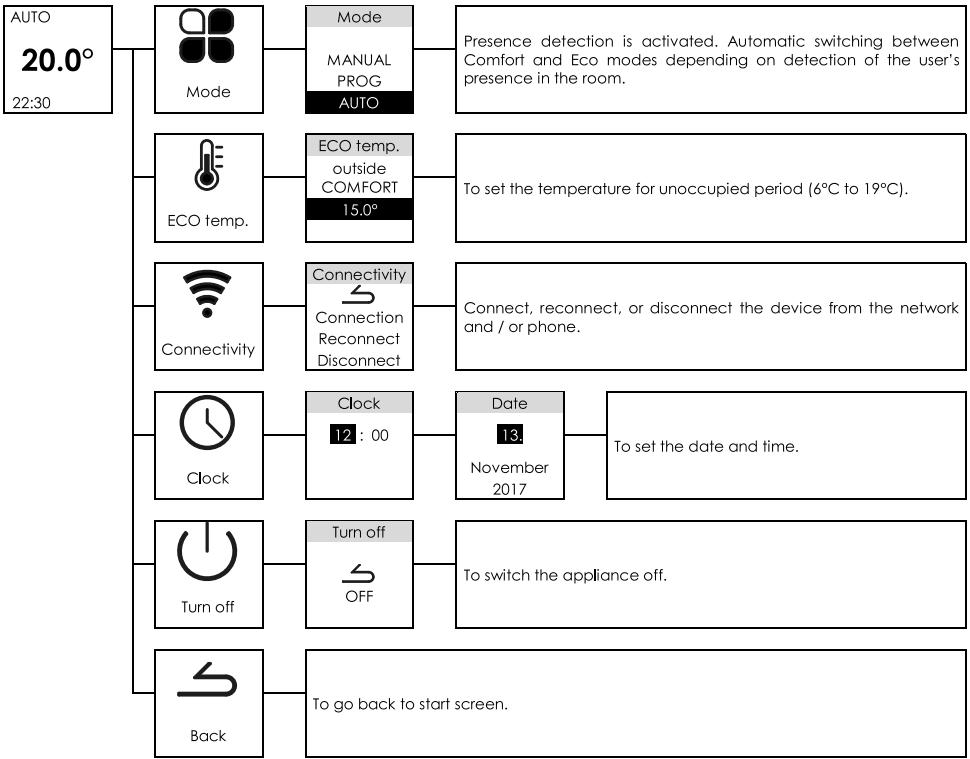 AUTO
20.0°
22:30
Mode
Mode
MANUAL
PROG
AUTO
Presence detection is activated. Automatic switching between
Comfort and Eco modes depending on detection of the user's
presence in the room.
ECO temp.
ECO temp.
outside
COMFORT
15.0°
To set the temperature for unoccupied period (6°C to 19°C).
Connectivity
Connectivity
Connection
Reconnect
Disconnect
Connect, reconnect, or disconnect the device from the network
and / or phone.
Clock
Clock
12 : 00
Date
13.
November
2017
To set the date and time.
Turn off
Turn off
OFF
To switch the appliance off.
Back
To go back to start screen.